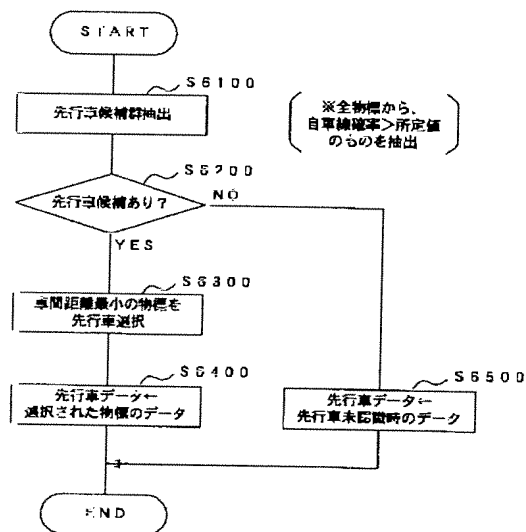 START
S6100
先行車候補群抽出
※全物標から、
自車線確率>所定値
のものを抽出
S6200
先行車候補あり?
NO
YES
S6300
車間距離最小の物標を
先行車選択
S6400
先行車データ←
選択された物標のデータ
S6500
先行車データ←
先行車未認識時のデータ
END